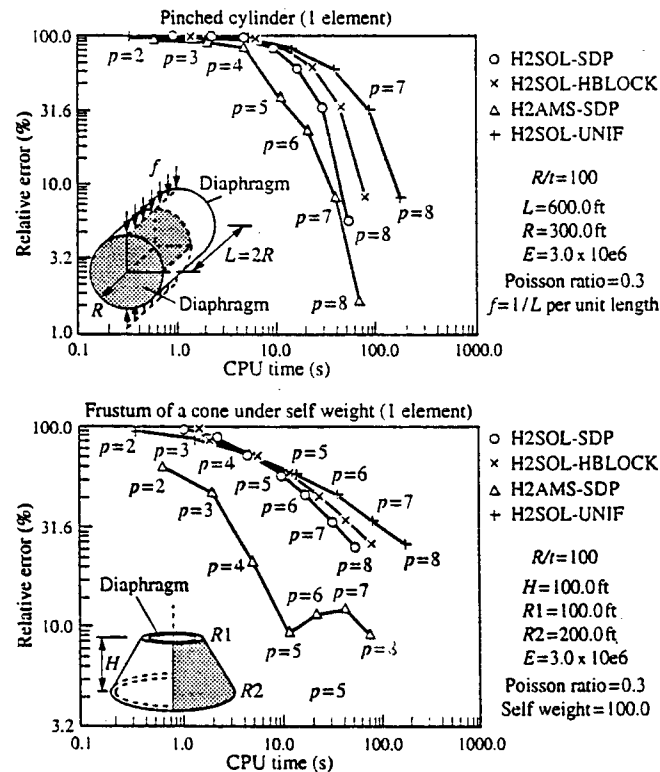 Pinched cylinder (1 element)
100.0
31.6
10.0
3.2
1.0
Relative error (%)
p=2
p=3
p=4
p=5
p=6
p=7
p=8
p=7
p=8
p=8
f
Diaphragm
L=2R
R
Diaphragm
0.1
1.0
10.0
100.0
1000.0
CPU time (s)
H2SOL-SDP
H2SOL-HBLOCK
H2AMS-SDP
H2SOL-UNIF
R/t=100
L=600.0 ft
R=300.0 ft
E=3.0 x 10e6
Poisson ratio=0.3
f=1/L per unit length
Frustum of a cone under self weight (1 element)
100.0
31.6
10.0
3.2
Relative error (%)
p=2
p=3
p=4
p=5
p=6
p=7
p=8
p=5
p=6
p=7
p=8
p=2
p=3
p=4
p=5
p=6
p=7
p=8
p=5
Diaphragm
R1
H
R2
0.1
1.0
10.0
100.0
1000.0
CPU time (s)
H2SOL-SDP
H2SOL-HBLOCK
H2AMS-SDP
H2SOL-UNIF
R/t=100
H=100.0 ft
R1=100.0 ft
R2=200.0 ft
E=3.0 x 10e6
Poisson ratio=0.3
Self weight=100.0